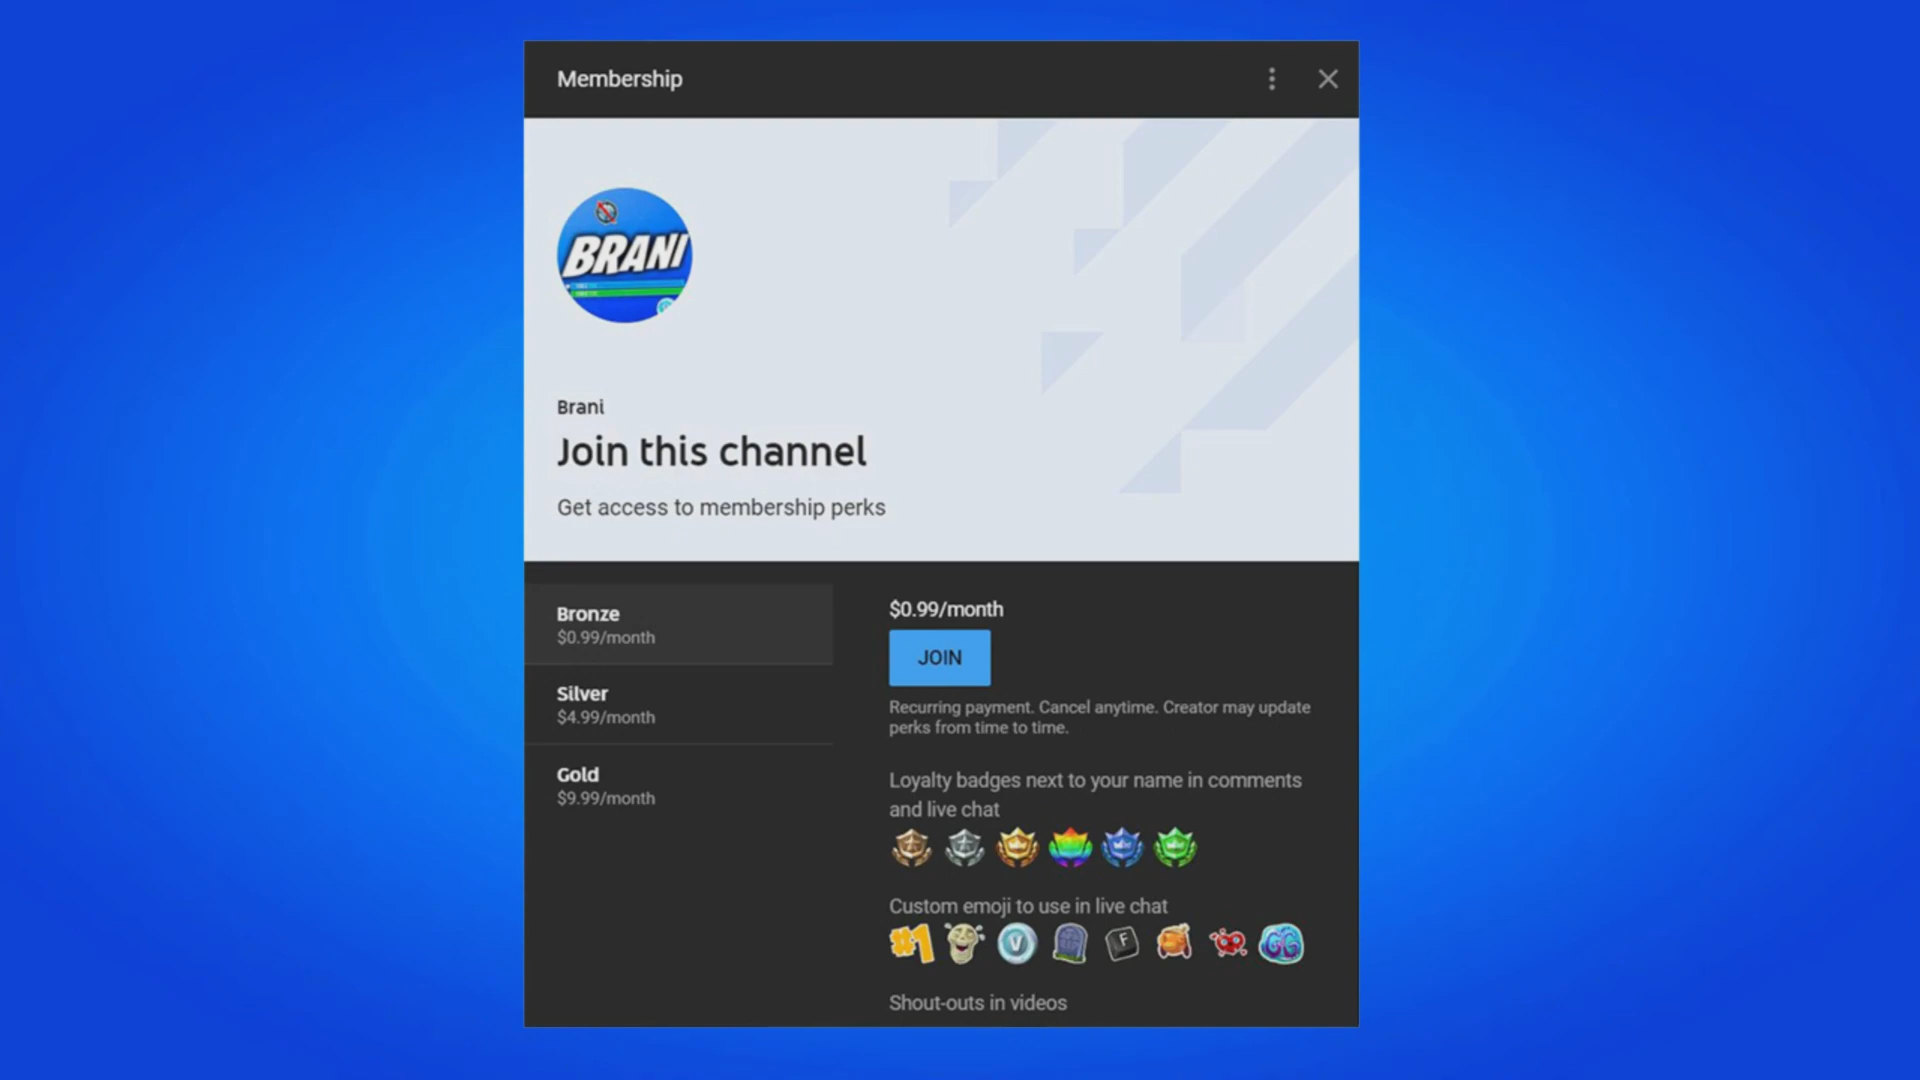 Membership
BRANI
Brani
Join this channel
Get access to membership perks
Bronze
$0.99/month
Silver
$4.99/month
Gold
$9.99/month
$0.99/month
JOIN
Recurring payment. Cancel anytime. Creator may update
perks from time to time.
Loyalty badges next to your name in comments
and live chat
Custom emoji to use in live chat
#1
V
F
GG
Shout-outs in videos